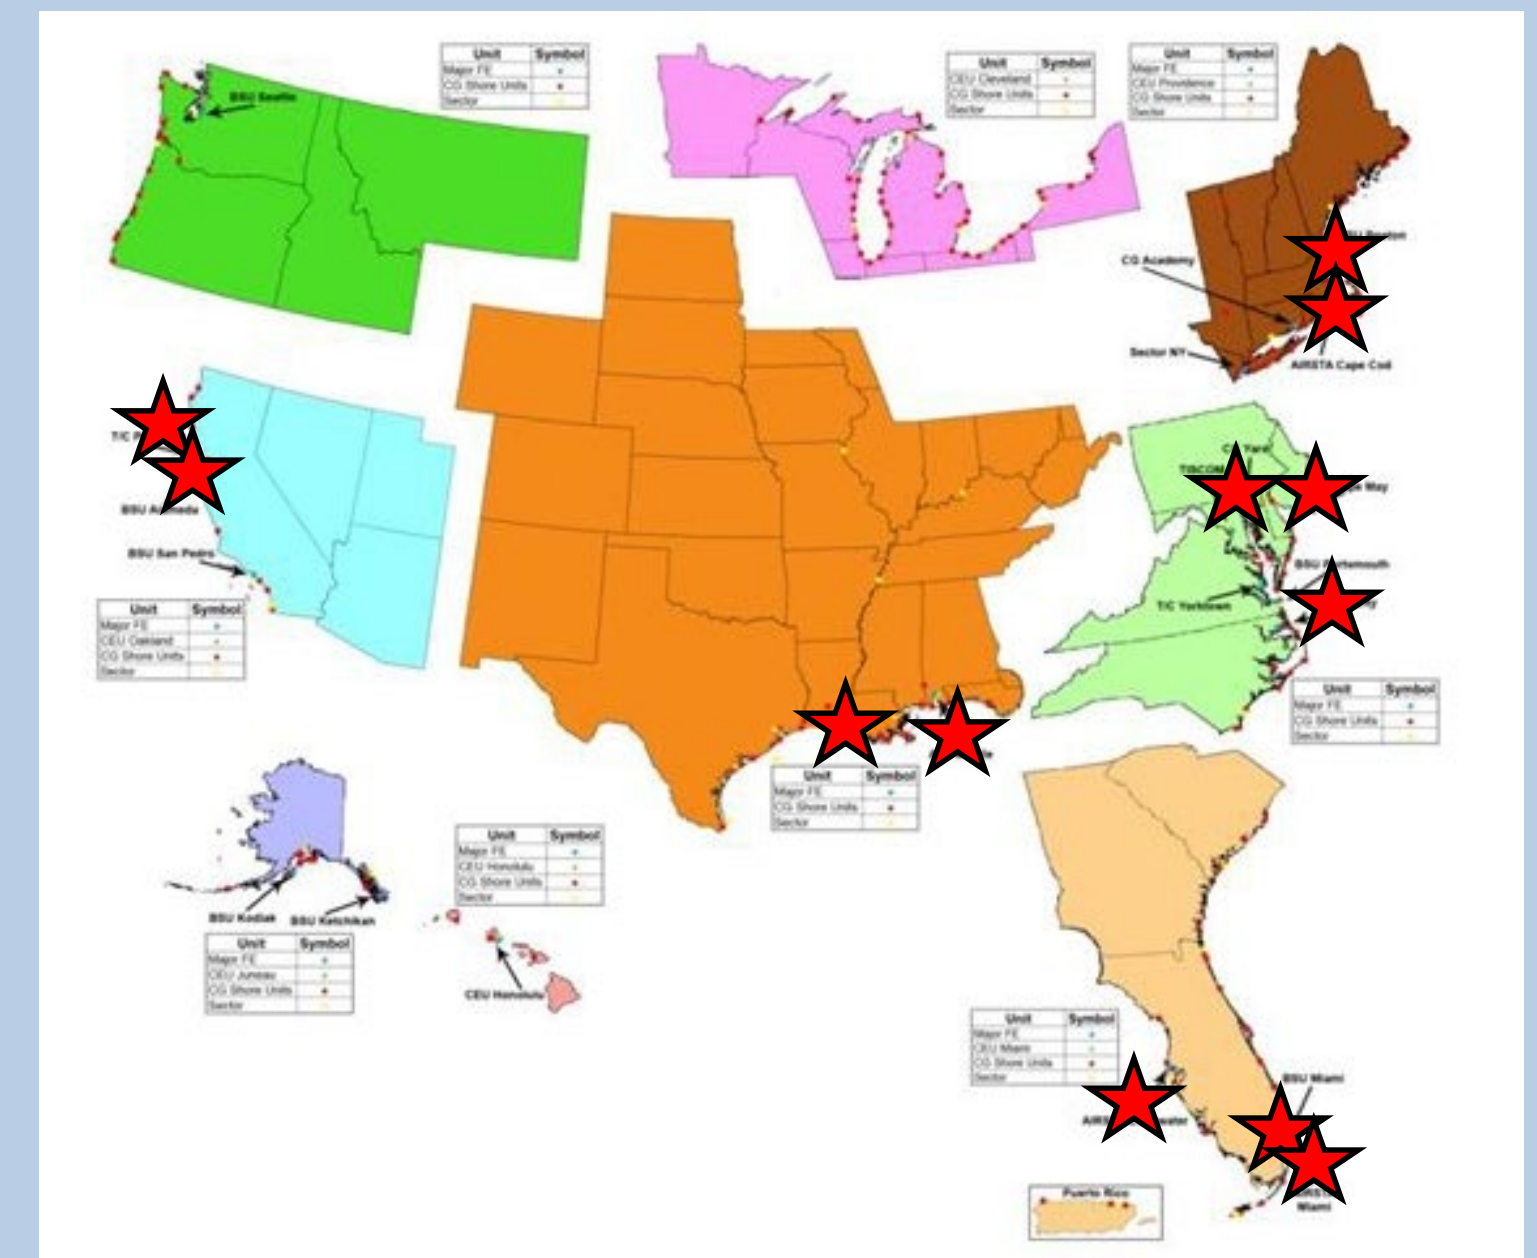 Unit Symbol
Major FE
CG Shore Units
Sector
BSU Seattle
Unit Symbol
CEU Cleveland
CG Shore Units
Sector
Unit Symbol
Major FE
CEU Providence
CG Shore Units
Sector
Boston
CG Academy
Sector NY
AIRSTA Cape Cod
T/C
BSU
BSU San Pedro
Unit Symbol
Major FE
CEU Oakland
CG Shore Units
Sector
Yard
TISCOM
May
BSU
T/C Yorktown
Unit Symbol
Major FE
CG Shore Units
Sector
Unit Symbol
Major FE
CG Shore Units
Sector
BSU Kodiak
BSU Ketchikan
Unit Symbol
Major FE
CEU Juneau
CG Shore Units
Sector
Unit Symbol
Major FE
CEU Honolulu
CG Shore Units
Sector
CEU Honolulu
Unit Symbol
Major FE
CEU Miami
CG Shore Units
Sector
BSU Miami
Miami
Puerto Rico